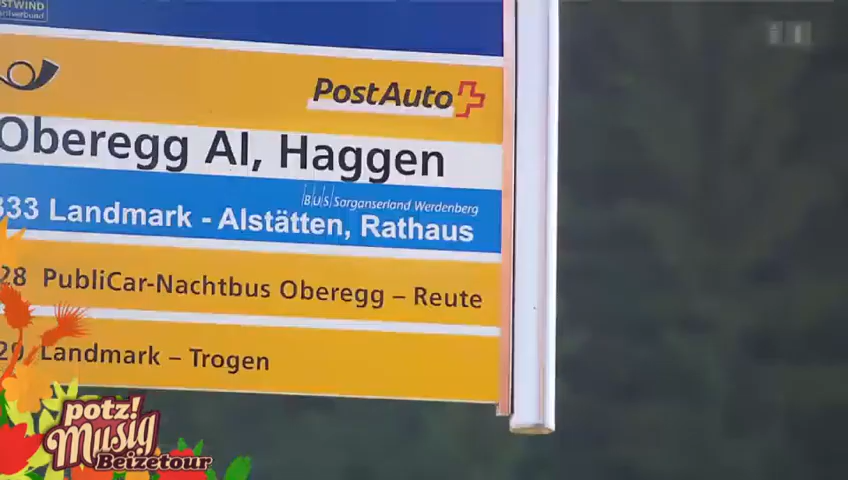 PostAuto
Oberegg AI, Haggen
BUS Sarganserland Werdenberg
333 Landmark - Alstätten, Rathaus
28 PubliCar-Nachtbus Oberegg – Reute
29 Landmark – Trogen
potz!
Musig
Beizetour